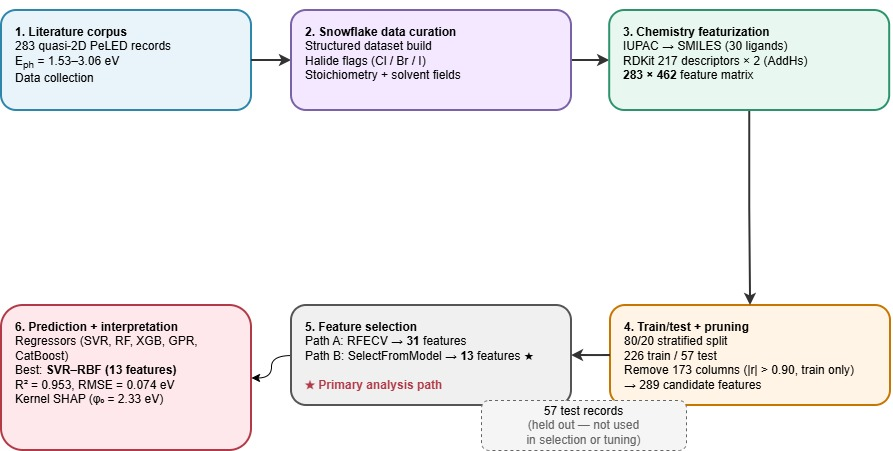 1. Literature corpus
283 quasi-2D PeLED records
Eph = 1.53–3.06 eV
Data collection
2. Snowflake data curation
Structured dataset build
Halide flags (Cl / Br / I)
Stoichiometry + solvent fields
3. Chemistry featurization
IUPAC → SMILES (30 ligands)
RDKit 217 descriptors × 2 (AddHs)
283 × 462 feature matrix
4. Train/test + pruning
80/20 stratified split
226 train / 57 test
Remove 173 columns (|r| > 0.90, train only)
→ 289 candidate features
5. Feature selection
Path A: RFECV → 31 features
Path B: SelectFromModel → 13 features ★
★ Primary analysis path
57 test records
(held out — not used
in selection or tuning)
6. Prediction + interpretation
Regressors (SVR, RF, XGB, GPR,
CatBoost)
Best: SVR–RBF (13 features)
R² = 0.953, RMSE = 0.074 eV
Kernel SHAP (φ₀ = 2.33 eV)